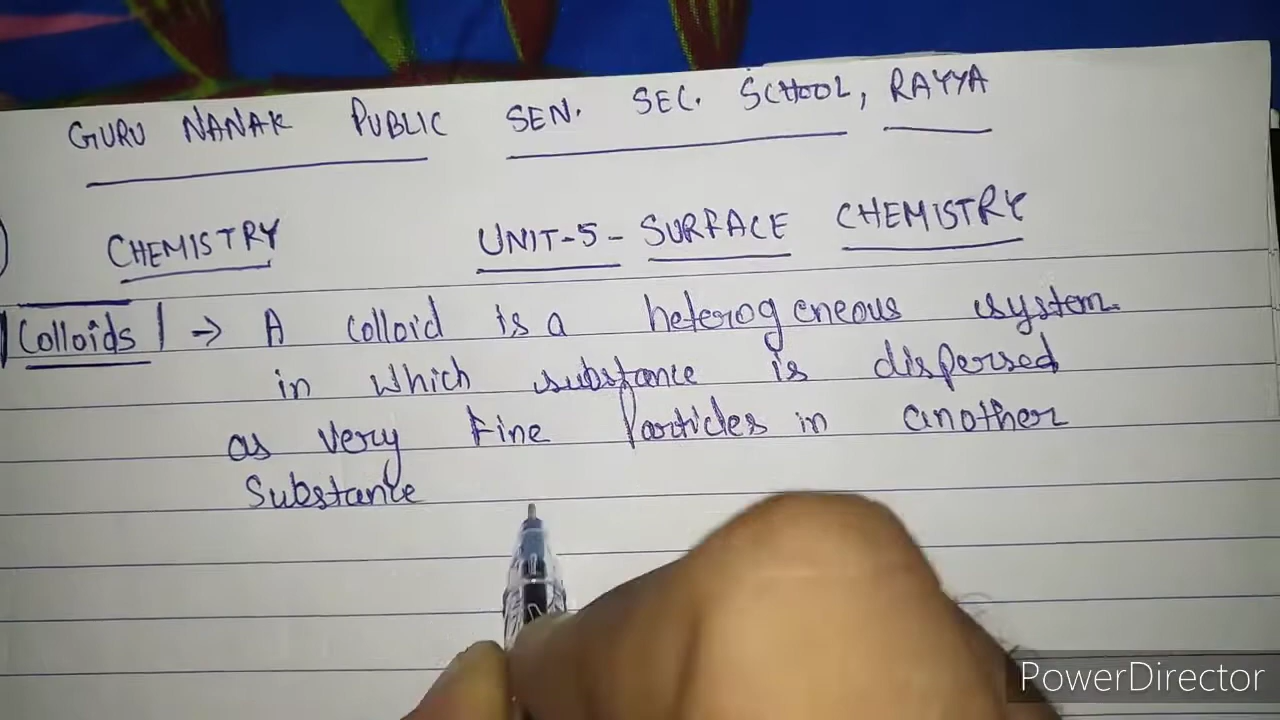 GURU NANAK PUBLIC SEN. SEC. SCHOOL, RAYYA
CHEMISTRY UNIT-5- SURFACE CHEMISTRY
Colloids → A colloid is a heterogeneous system
in which substance is dispersed
as very Fine Particles in another
Substance
PowerDirector